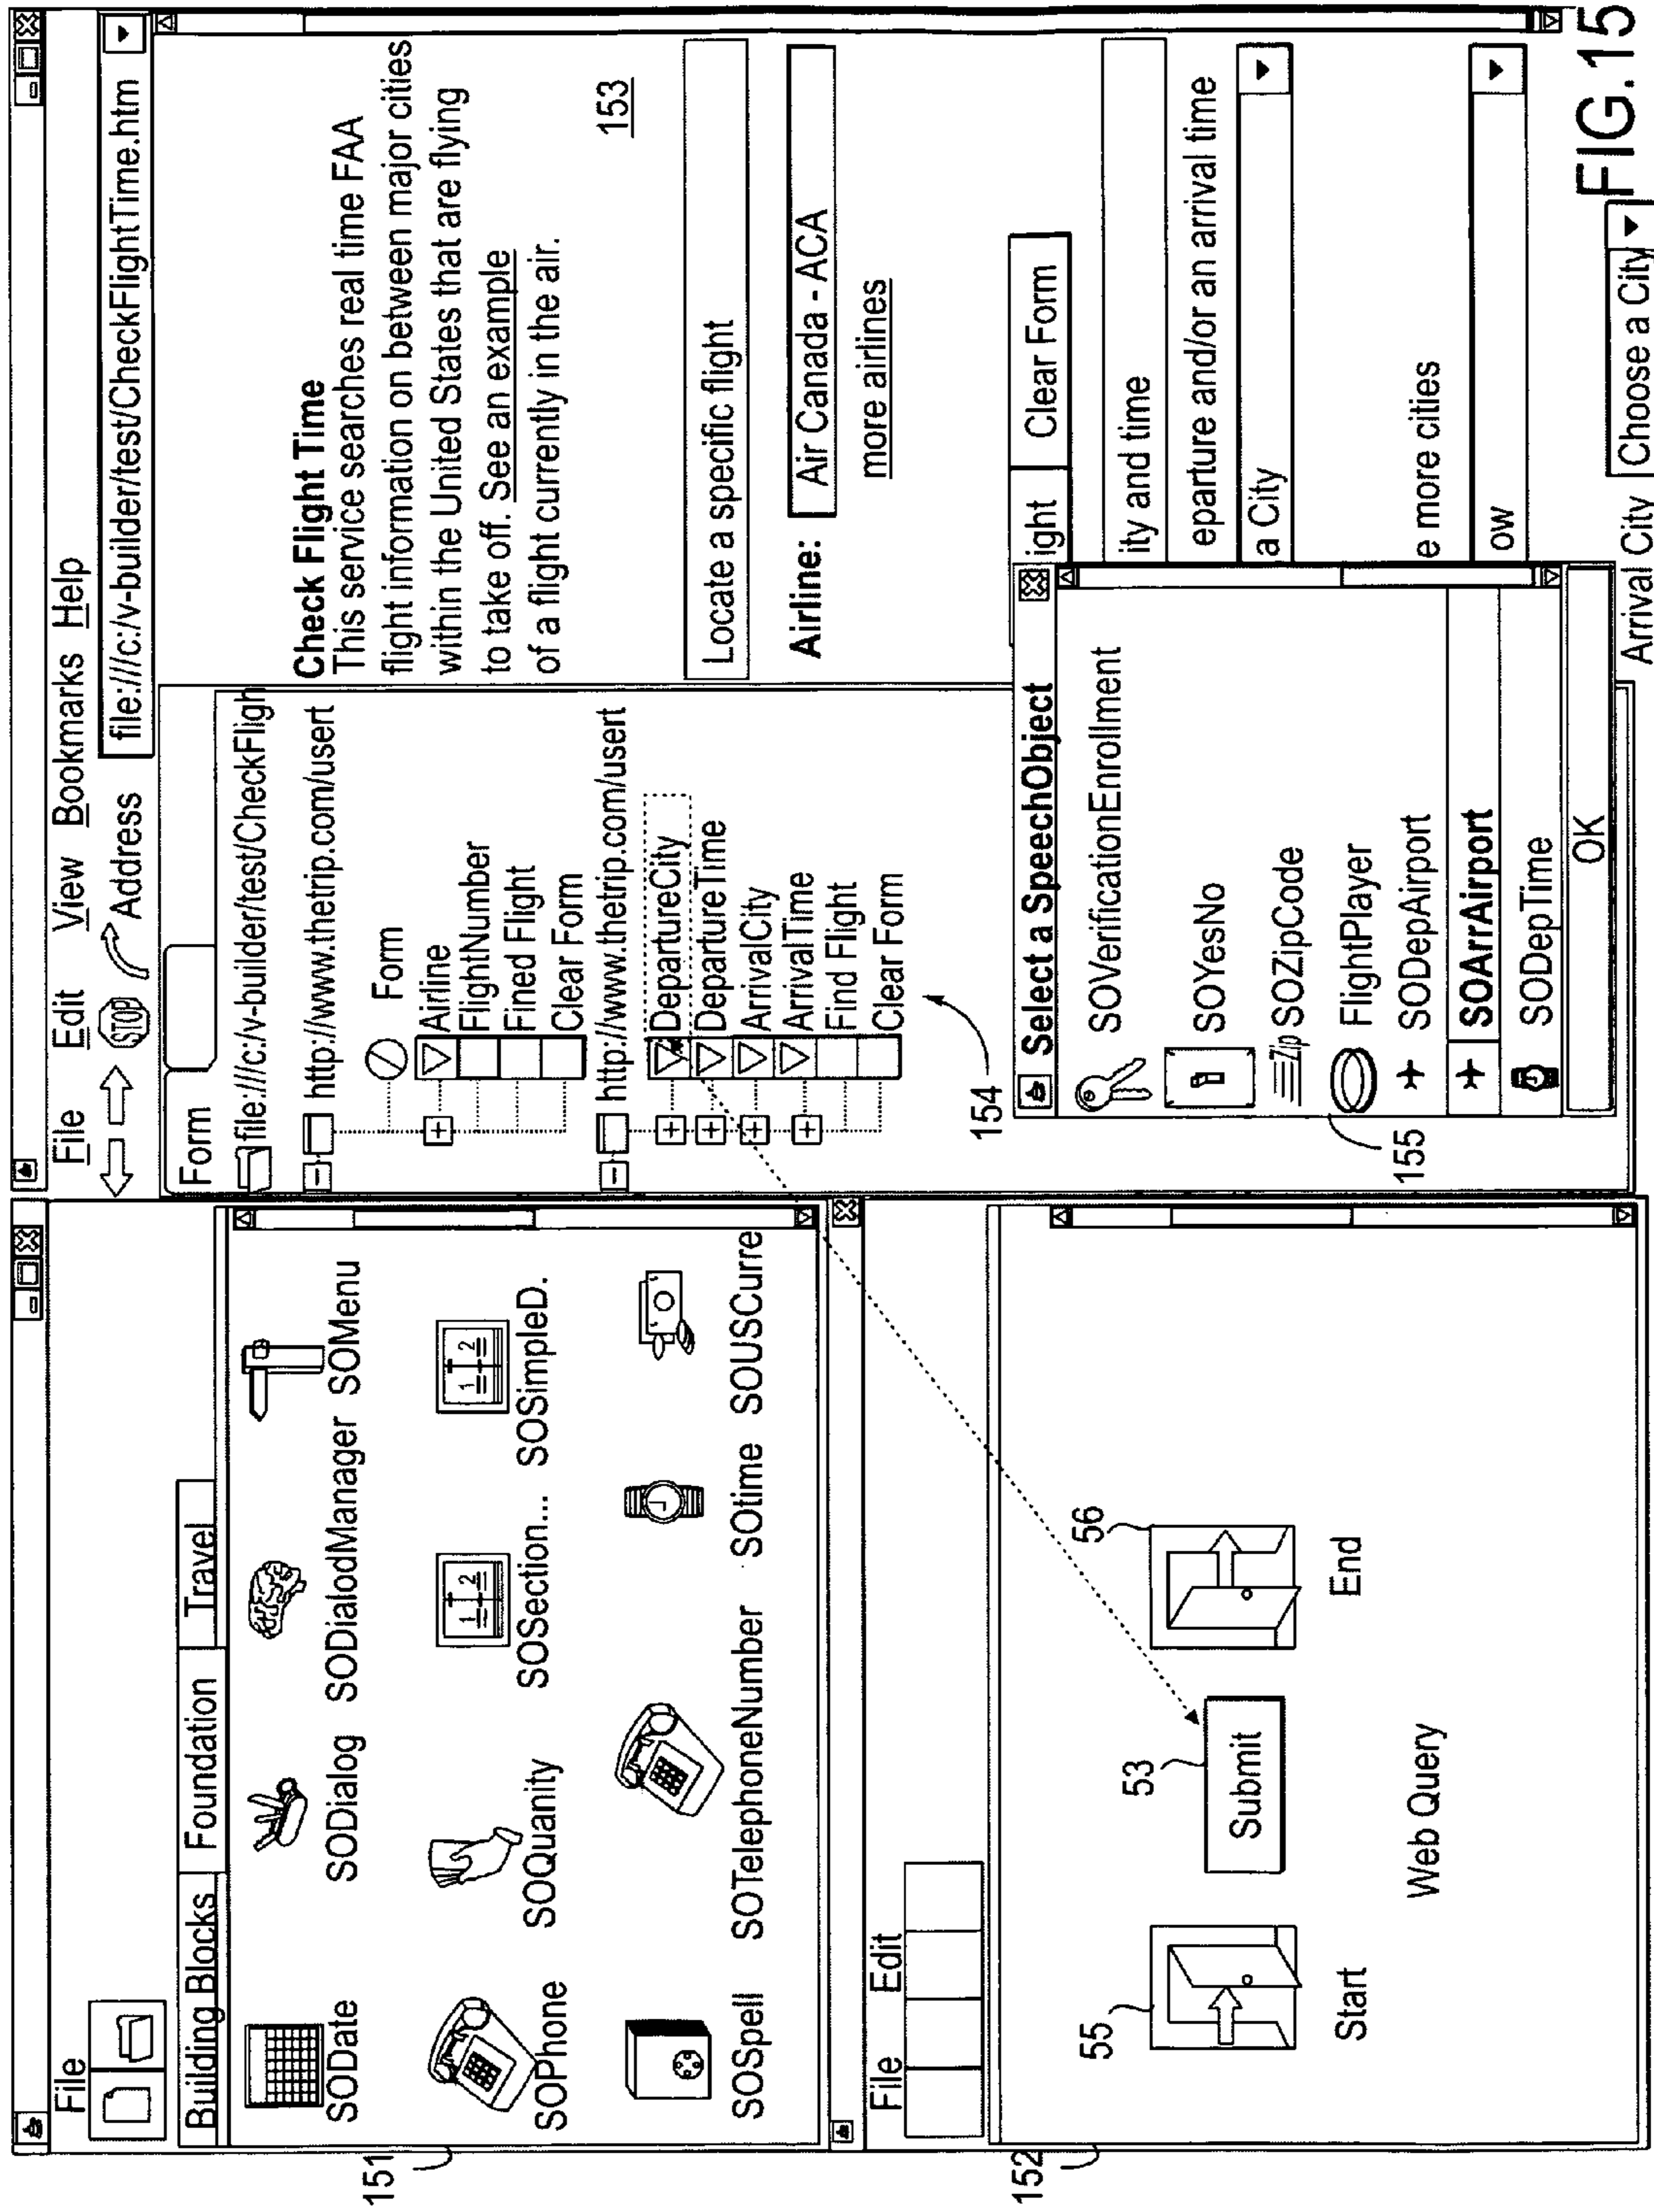 File
Building Blocks Foundation Travel
SODate SODialog SODialodManager SOMenu
SOPhone SOQuanity SOSection... SOSimpleD.
SOSpell SOTelephoneNumber SOtime SOUSCurre
151
File Edit
55 53 56
Submit
Start End
Web Query
152
File Edit View Bookmarks Help
STOP Address file:///c:/v-builder/test/CheckFlightTime.htm
Form
file:///c:/v-builder/test/CheckFligh
http://www.thetrip.com/usert
Form
Airline
FlightNumber
Fined Flight
Clear Form
http://www.thetrip.com/usert
DepartureCity
DepartureTime
ArrivalCity
ArrivalTime
Find Flight
Clear Form
154
Check Flight Time
This service searches real time FAA
flight information on between major cities
within the United States that are flying
to take off. See an example
of a flight currently in the air.
153
Locate a specific flight
Airline: Air Canada - ACA
more airlines
ight Clear Form
ity and time
eparture and/or an arrival time
a City
e more cities
ow
Select a SpeechObject
SOVerificationEnrollment
SOYesNo
Zip SOZipCode
FlightPlayer
SODepAirport
SOArrAirport
SODepTime
OK
155
Arrival City Choose a City
FIG.15